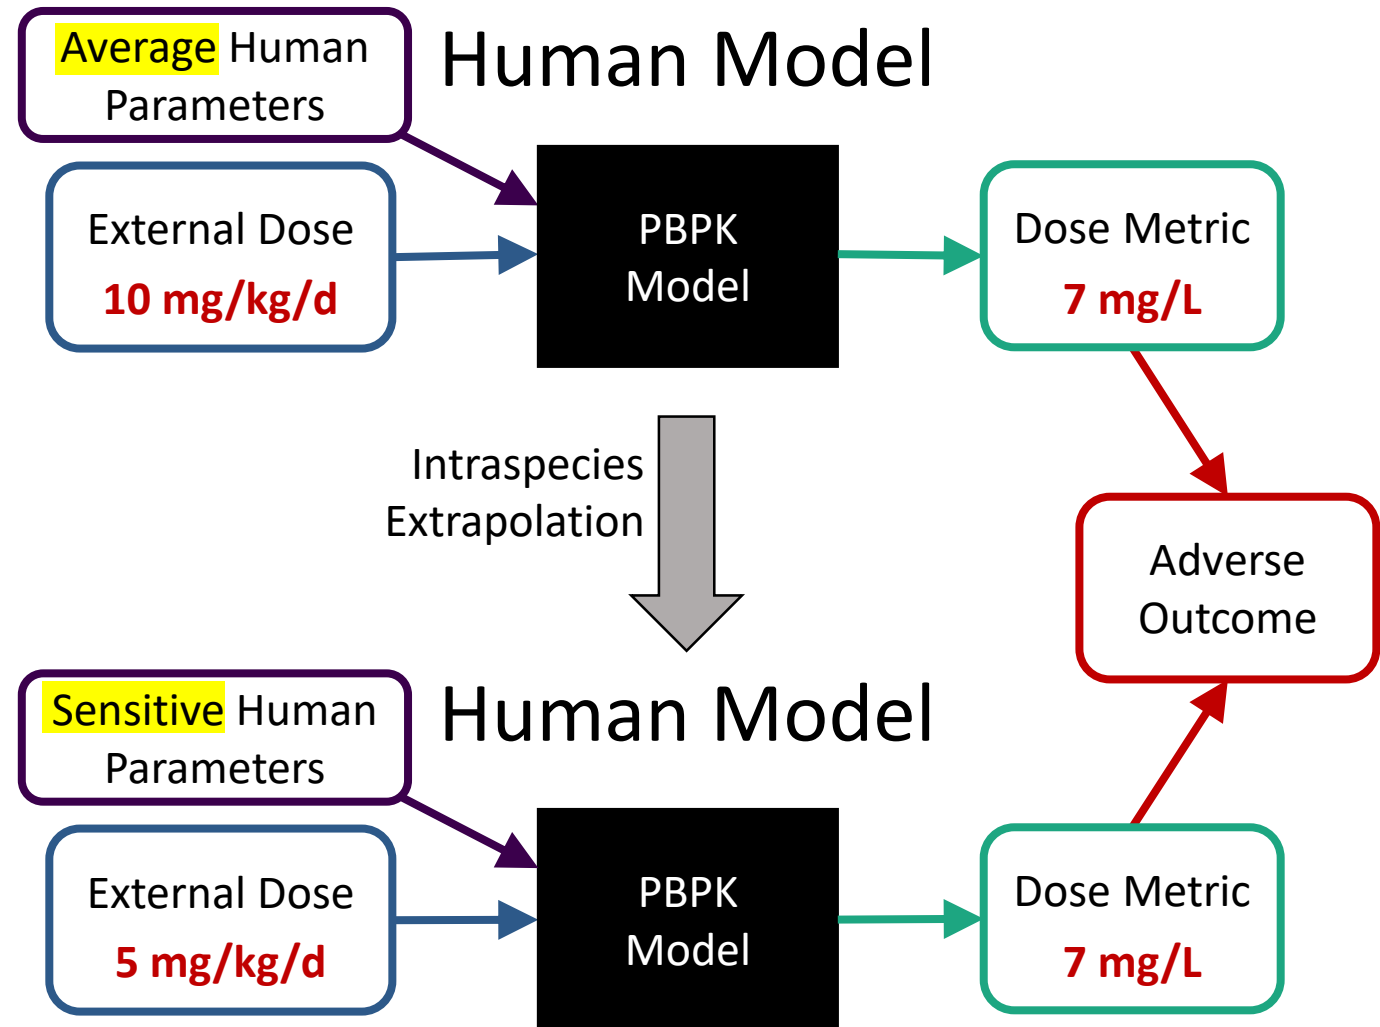 Average Human
Parameters
Human Model
External Dose
10 mg/kg/d
PBPK
Model
Dose Metric
7 mg/L
Intraspecies
Extrapolation
Adverse
Outcome
Sensitive Human
Parameters
Human Model
External Dose
5 mg/kg/d
PBPK
Model
Dose Metric
7 mg/L